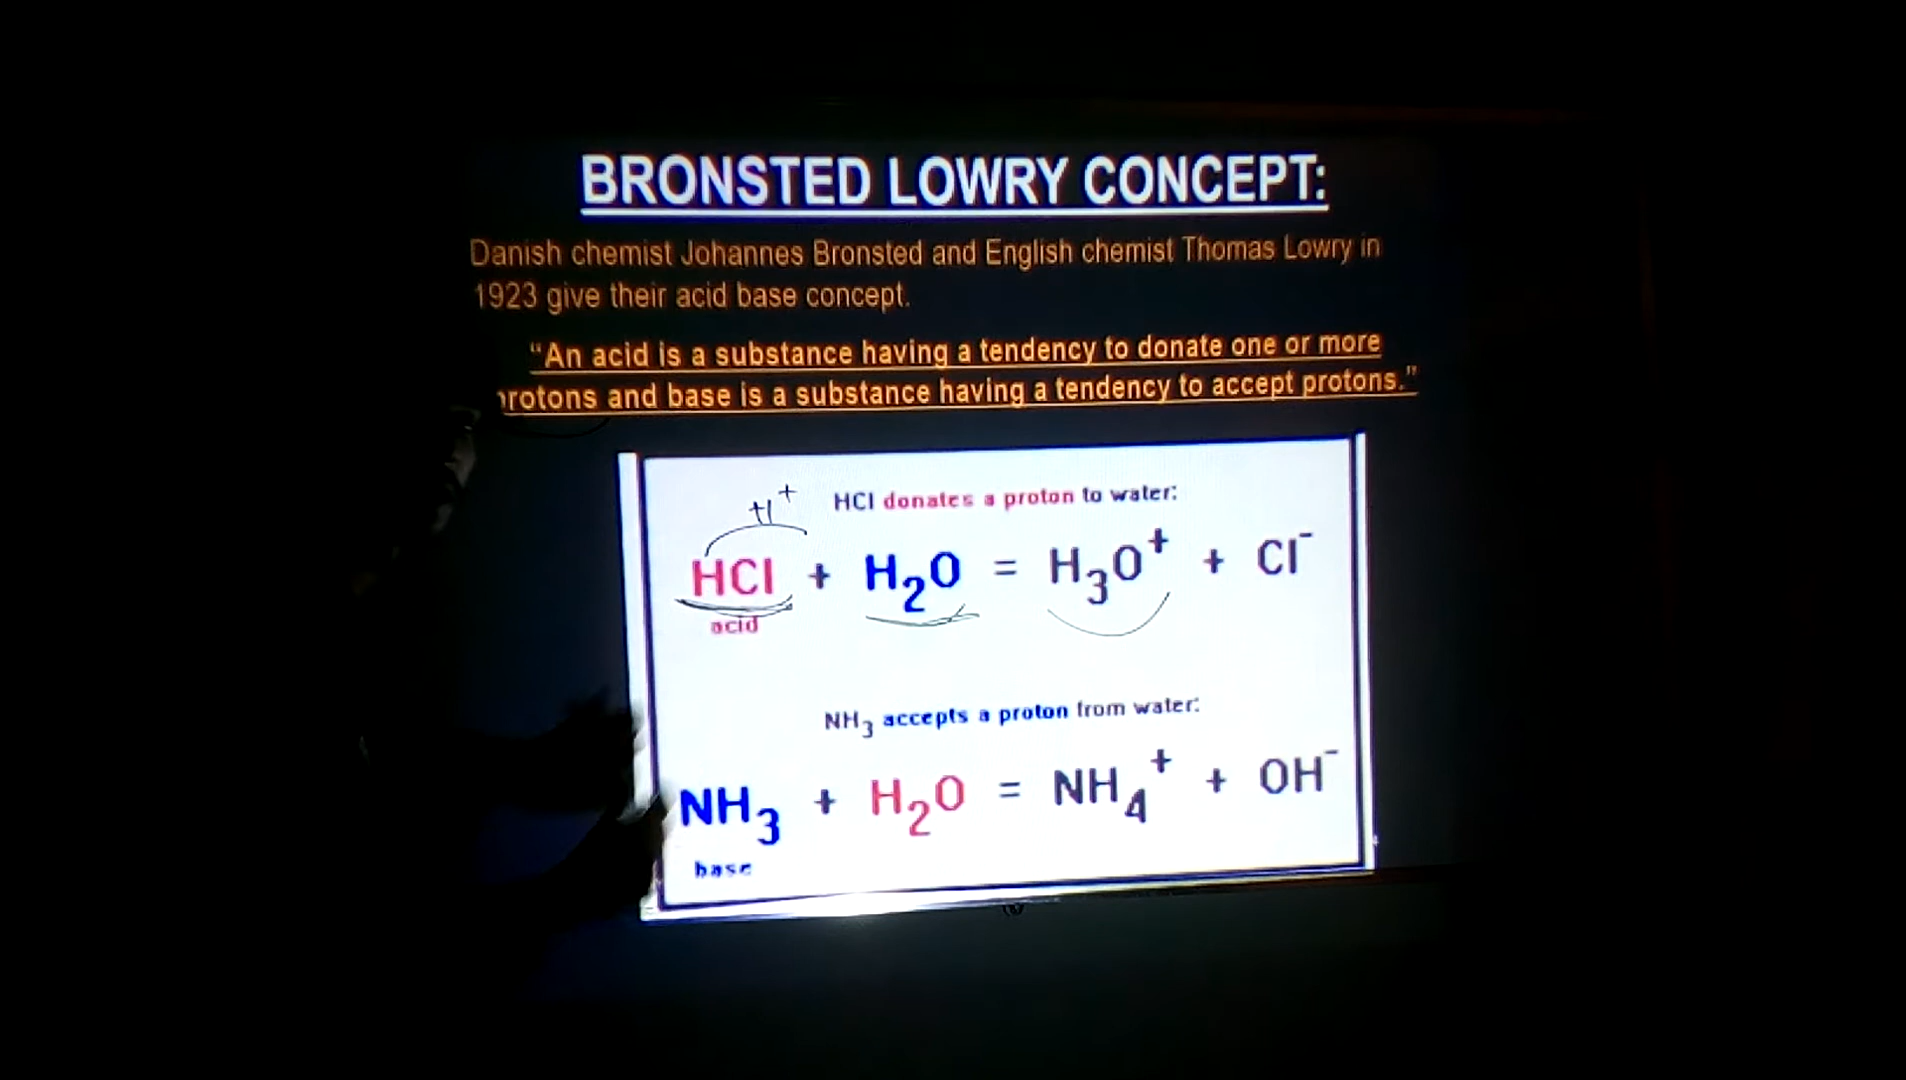 BRONSTED LOWRY CONCEPT:
Danish chemist Johannes Bronsted and English chemist Thomas Lowry in
1923 give their acid base concept.
“An acid is a substance having a tendency to donate one or more
protons and base is a substance having a tendency to accept protons.”
H⁺
HCl donates a proton to water:
HCl + H₂O = H₃O⁺ + Cl⁻
acid
NH₃ accepts a proton from water:
NH₃ + H₂O = NH₄⁺ + OH⁻
base